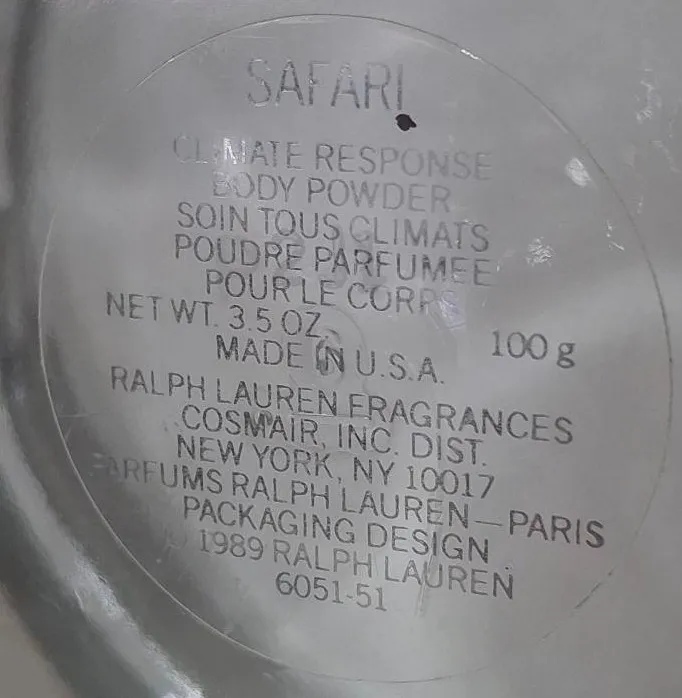 SAFARI
CLIMATE RESPONSE
BODY POWDER
SOIN TOUS CLIMATS
POUDRE PARFUMEE
POUR LE CORPS
NET WT. 3.5 OZ. 100 g
MADE IN U.S.A.
RALPH LAUREN FRAGRANCES
COSMAIR, INC. DIST.
NEW YORK, NY 10017
PARFUMS RALPH LAUREN—PARIS
PACKAGING DESIGN
1989 RALPH LAUREN
6051-51